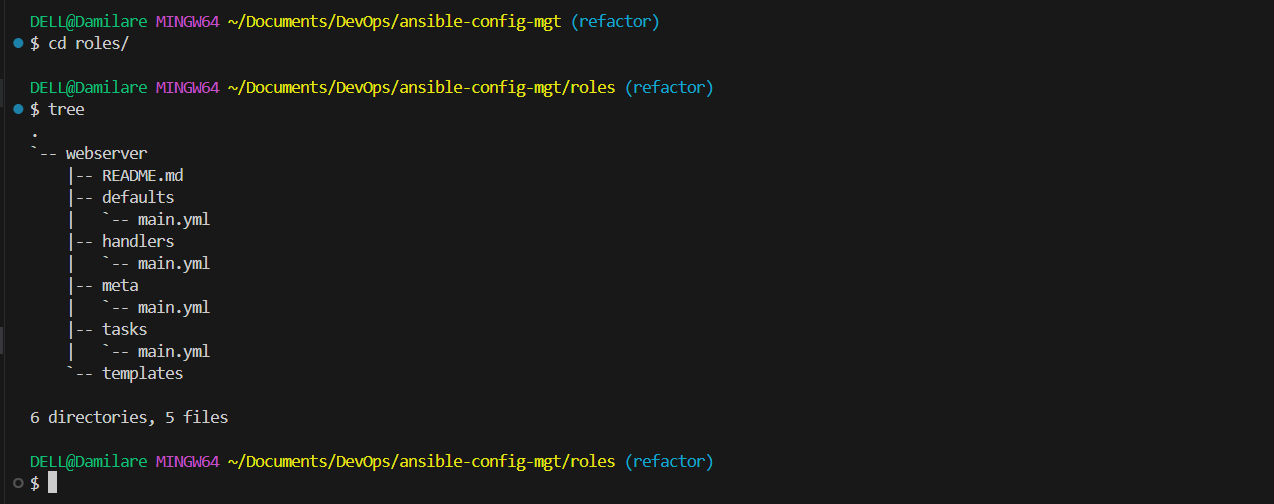 DELL@Damilare MINGW64 ~/Documents/DevOps/ansible-config-mgt (refactor)
$ cd roles/
DELL@Damilare MINGW64 ~/Documents/DevOps/ansible-config-mgt/roles (refactor)
$ tree
.
`-- webserver
    |-- README.md
    |-- defaults
    |   `-- main.yml
    |-- handlers
    |   `-- main.yml
    |-- meta
    |   `-- main.yml
    |-- tasks
    |   `-- main.yml
    `-- templates
6 directories, 5 files
DELL@Damilare MINGW64 ~/Documents/DevOps/ansible-config-mgt/roles (refactor)
$